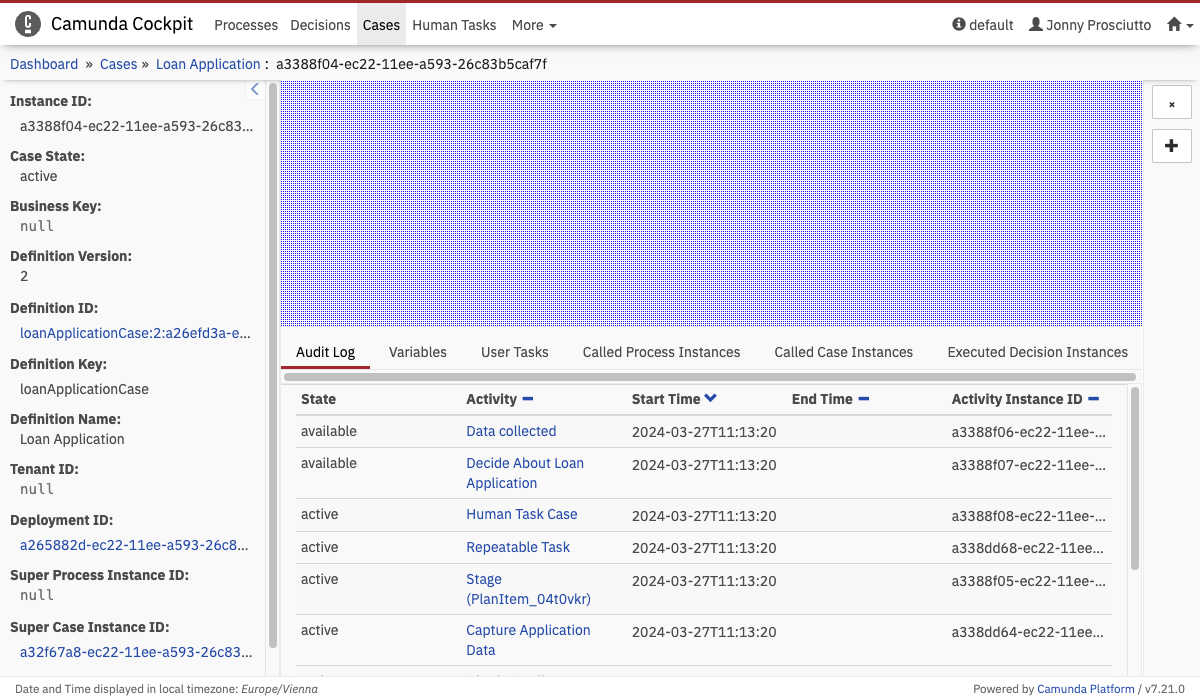 Camunda Cockpit Processes Decisions Cases Human Tasks More default Jonny Prosciutto
Dashboard » Cases » Loan Application : a3388f04-ec22-11ee-a593-26c83b5caf7f
Instance ID:
a3388f04-ec22-11ee-a593-26c83...
Case State:
active
Business Key:
null
Definition Version:
2
Definition ID:
loanApplicationCase:2:a26efd3a-e...
Definition Key:
loanApplicationCase
Definition Name:
Loan Application
Tenant ID:
null
Deployment ID:
a265882d-ec22-11ee-a593-26c8...
Super Process Instance ID:
null
Super Case Instance ID:
a32f67a8-ec22-11ee-a593-26c83...
Audit Log Variables User Tasks Called Process Instances Called Case Instances Executed Decision Instances
State Activity Start Time End Time Activity Instance ID
available Data collected 2024-03-27T11:13:20 a3388f06-ec22-11ee-...
available Decide About Loan 2024-03-27T11:13:20 a3388f07-ec22-11ee-...
Application
active Human Task Case 2024-03-27T11:13:20 a3388f08-ec22-11ee-...
active Repeatable Task 2024-03-27T11:13:20 a338dd68-ec22-11ee...
active Stage 2024-03-27T11:13:20 a3388f05-ec22-11ee-...
(PlanItem_04t0vkr)
active Capture Application 2024-03-27T11:13:20 a338dd64-ec22-11ee...
Data
Date and Time displayed in local timezone: Europe/Vienna
Powered by Camunda Platform / v7.21.0